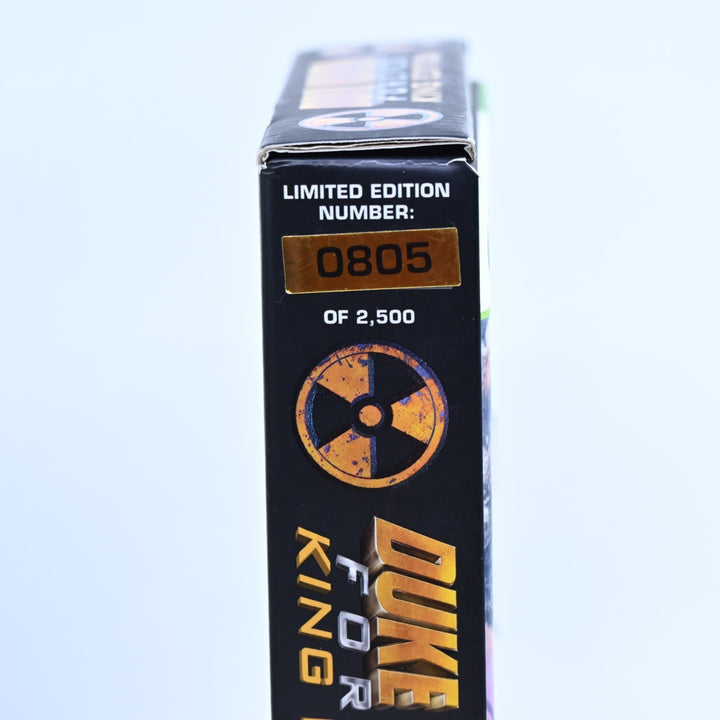 LIMITED EDITION
NUMBER:
0805
OF 2,500
DUKE
FOR
KING